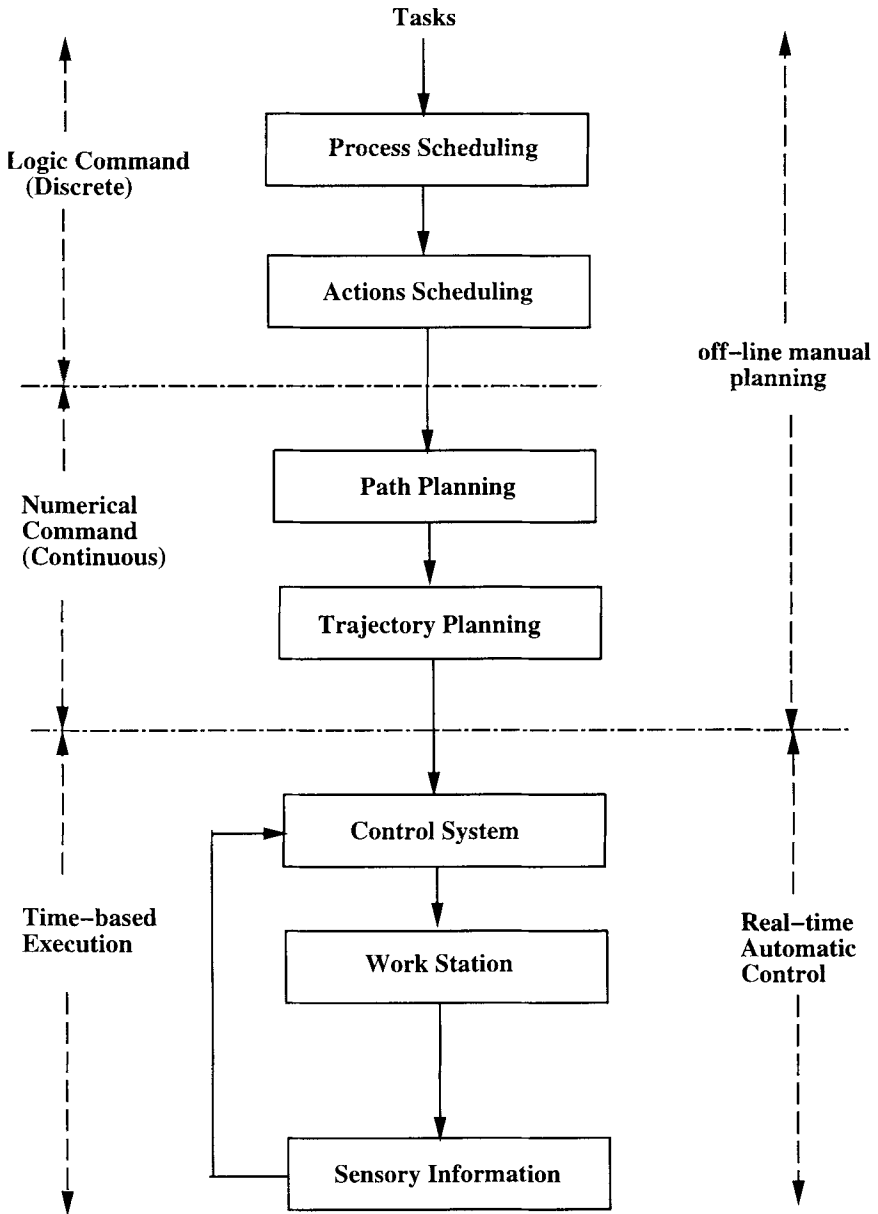 Tasks
Process Scheduling
Logic Command
(Discrete)
Actions Scheduling
off-line manual
planning
Path Planning
Numerical
Command
(Continuous)
Trajectory Planning
Control System
Time-based
Execution
Real-time
Automatic
Control
Work Station
Sensory Information